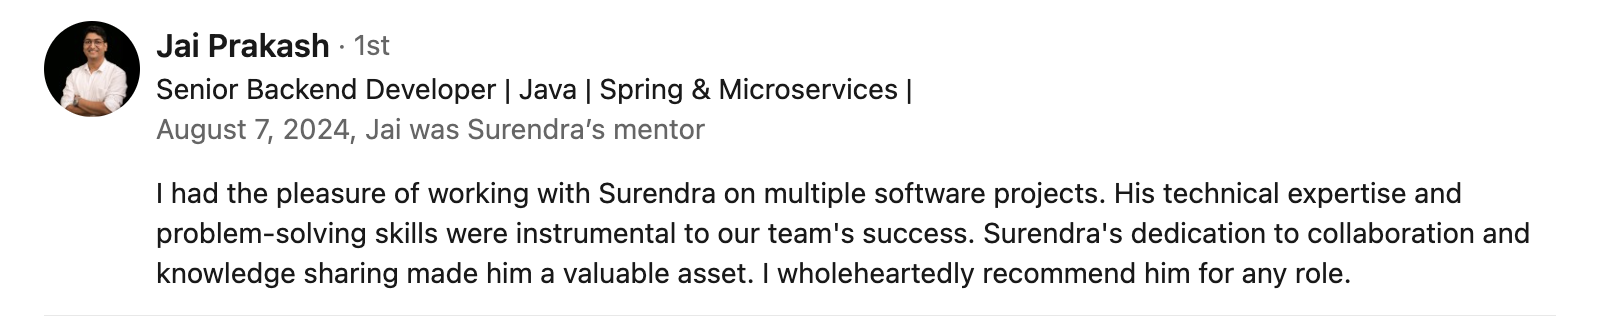 Jai Prakash · 1st
Senior Backend Developer | Java | Spring & Microservices |
August 7, 2024, Jai was Surendra’s mentor
I had the pleasure of working with Surendra on multiple software projects. His technical expertise and
problem-solving skills were instrumental to our team's success. Surendra's dedication to collaboration and
knowledge sharing made him a valuable asset. I wholeheartedly recommend him for any role.